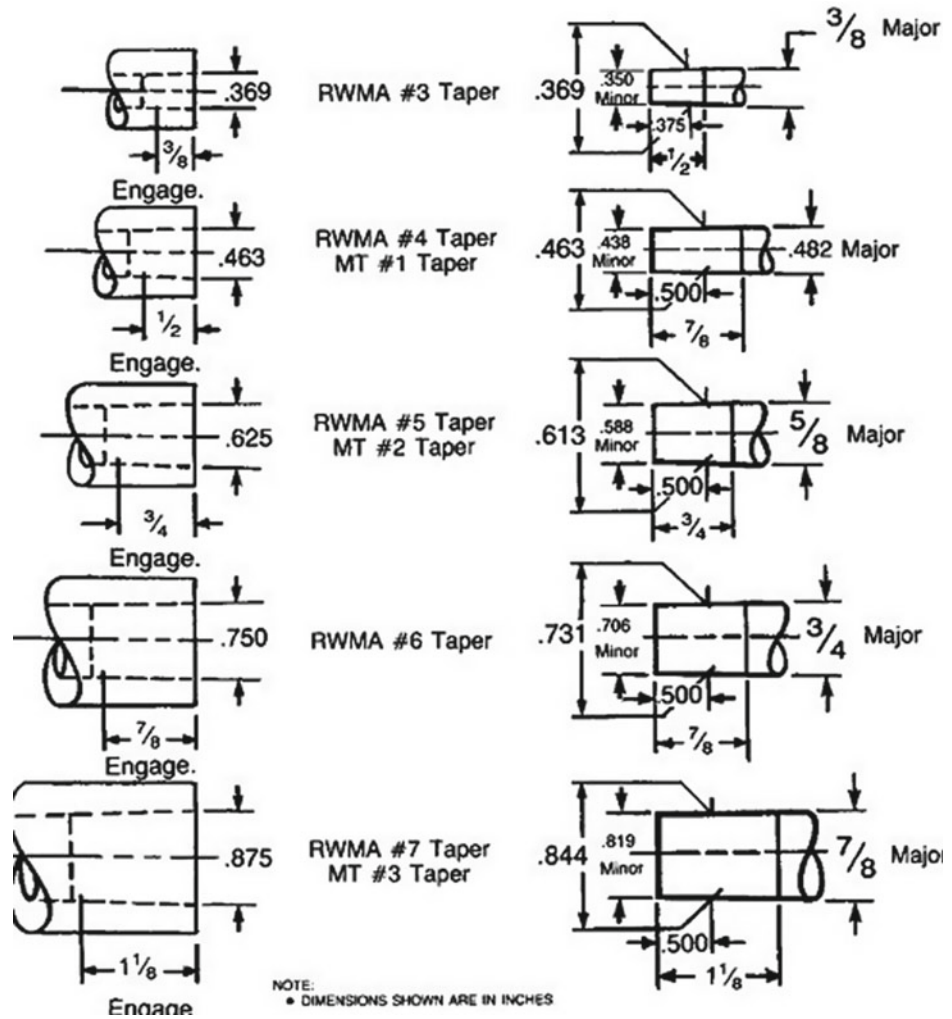 3/8 Major
.369 RWMA #3 Taper .369 .350
Minor
.375
3/8 1/2
Engage.
.463 RWMA #4 Taper .463 .438 .482 Major
MT #1 Taper Minor
.500
1/2 7/8
Engage.
.625 RWMA #5 Taper .613 .588 5/8 Major
MT #2 Taper Minor
.500
3/4 3/4
Engage.
.750 RWMA #6 Taper .731 .706 3/4 Major
Minor
.500
7/8 7/8
Engage.
.875 RWMA #7 Taper .844 .819 7/8 Major
MT #3 Taper Minor
.500
1 1/8 1 1/8
NOTE:
• DIMENSIONS SHOWN ARE IN INCHES
Engage